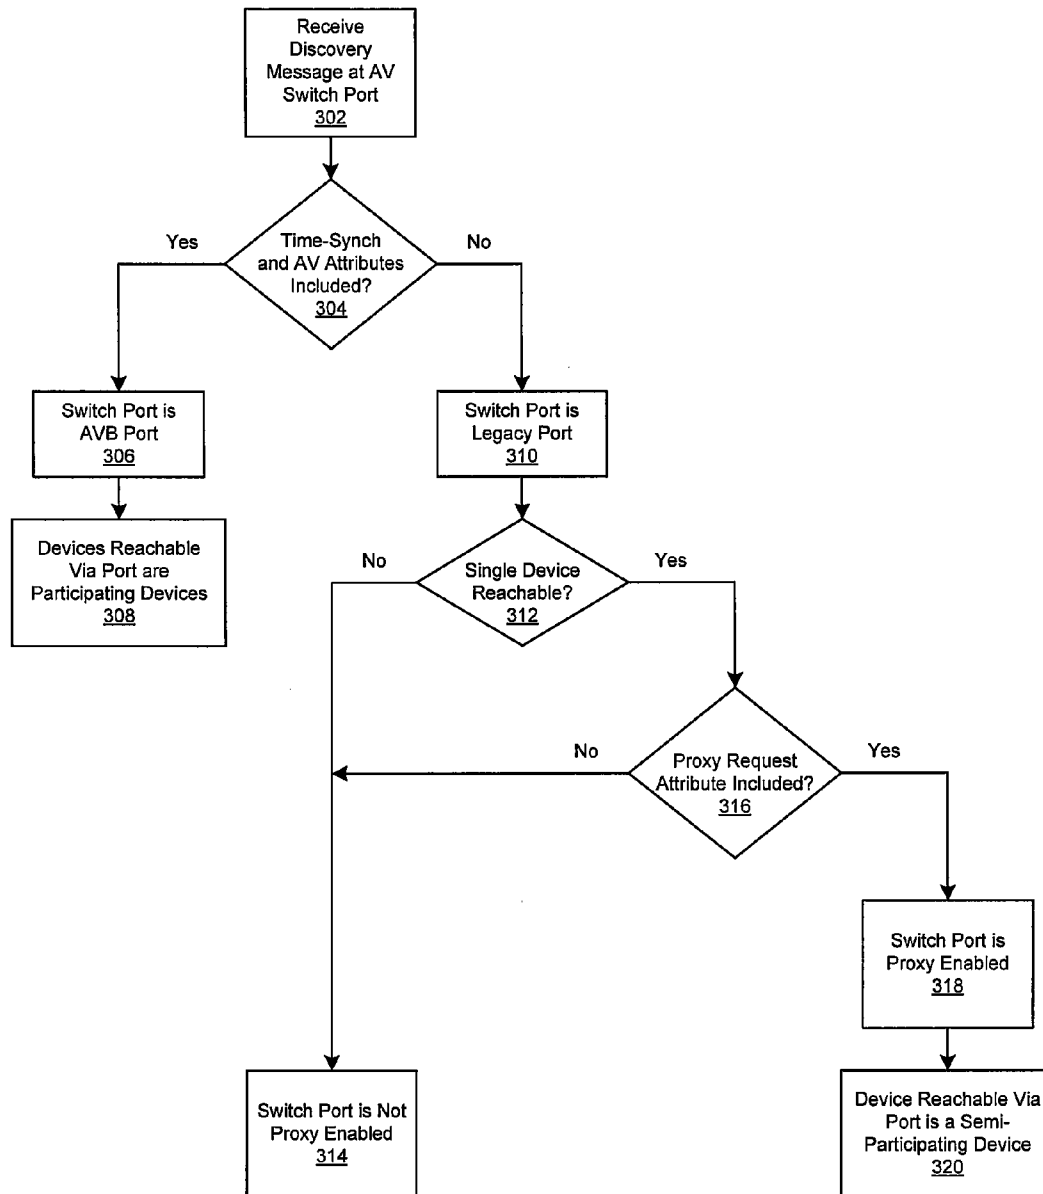 Receive
Discovery
Message at AV
Switch Port
302
Time-Synch
and AV Attributes
Included?
304
Yes
No
Switch Port is
AVB Port
306
Switch Port is
Legacy Port
310
Devices Reachable
Via Port are
Participating Devices
308
Single Device
Reachable?
312
No
Yes
Proxy Request
Attribute Included?
316
No
Yes
Switch Port is
Proxy Enabled
318
Switch Port is Not
Proxy Enabled
314
Device Reachable Via
Port is a Semi-
Participating Device
320